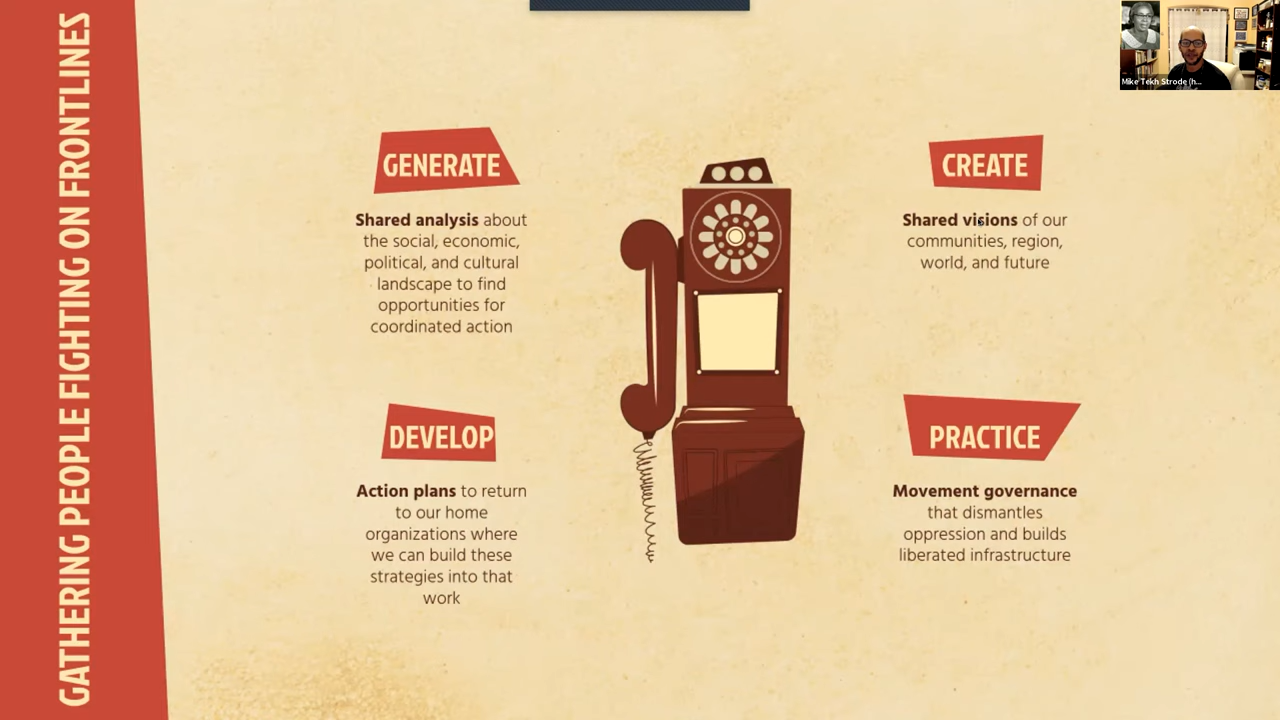 GATHERING PEOPLE FIGHTING ON FRONTLINES
GENERATE
Shared analysis about
the social, economic,
political, and cultural
landscape to find
opportunities for
coordinated action
CREATE
Shared visions of our
communities, region,
world, and future
DEVELOP
Action plans to return
to our home
organizations where
we can build these
strategies into that
work
PRACTICE
Movement governance
that dismantles
oppression and builds
liberated infrastructure
Mike Tekh Strode (h...